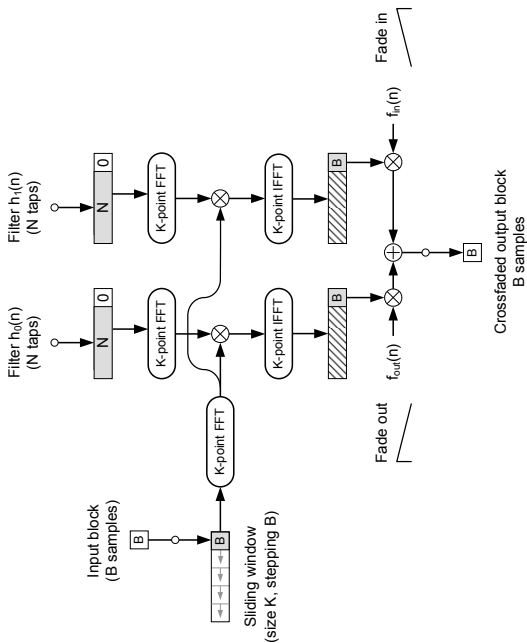 Filter h0(n)
(N taps)
Filter h1(n)
(N taps)
N
0
N
0
Input block
(B samples)
B
K-point FFT
K-point FFT
B
Sliding window
(size K, stepping B)
K-point FFT
K-point IFFT
K-point IFFT
B
B
Fade out
fout(n)
fin(n)
Fade in
B
Crossfaded output block
B samples